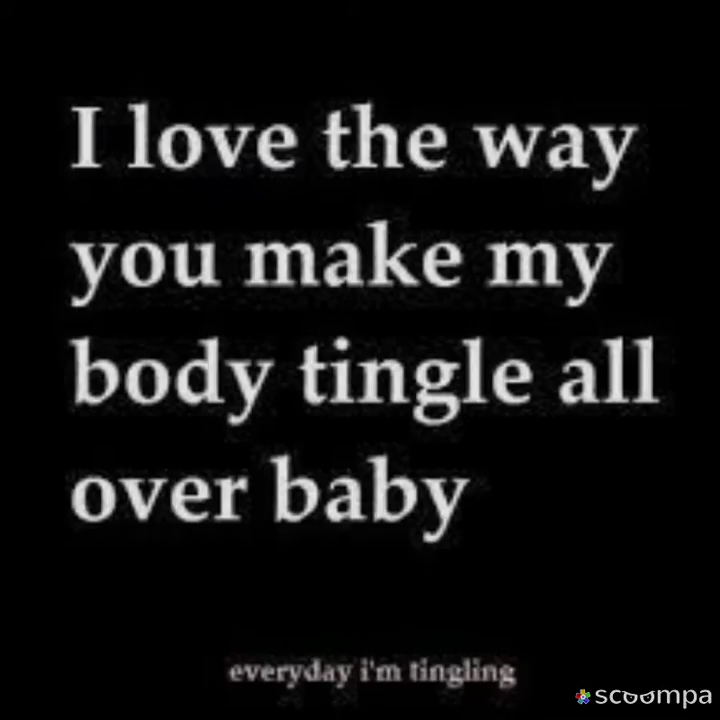 I love the way
you make my
body tingle all
over baby
everyday i'm tingling
scoompa